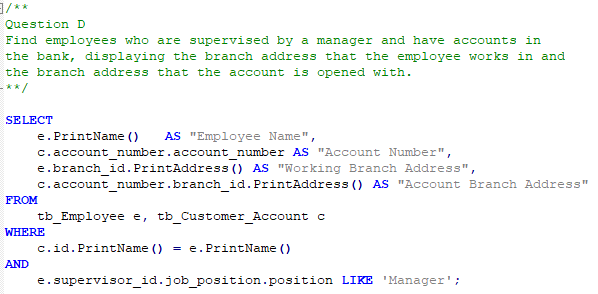 /**
Question D
Find employees who are supervised by a manager and have accounts in
the bank, displaying the branch address that the employee works in and
the branch address that the account is opened with.
**/
SELECT
e.PrintName() AS "Employee Name",
c.account_number.account_number AS "Account Number",
e.branch_id.PrintAddress() AS "Working Branch Address",
c.account_number.branch_id.PrintAddress() AS "Account Branch Address"
FROM
tb_Employee e, tb_Customer_Account c
WHERE
c.id.PrintName() = e.PrintName()
AND
e.supervisor_id.job_position.position LIKE 'Manager';